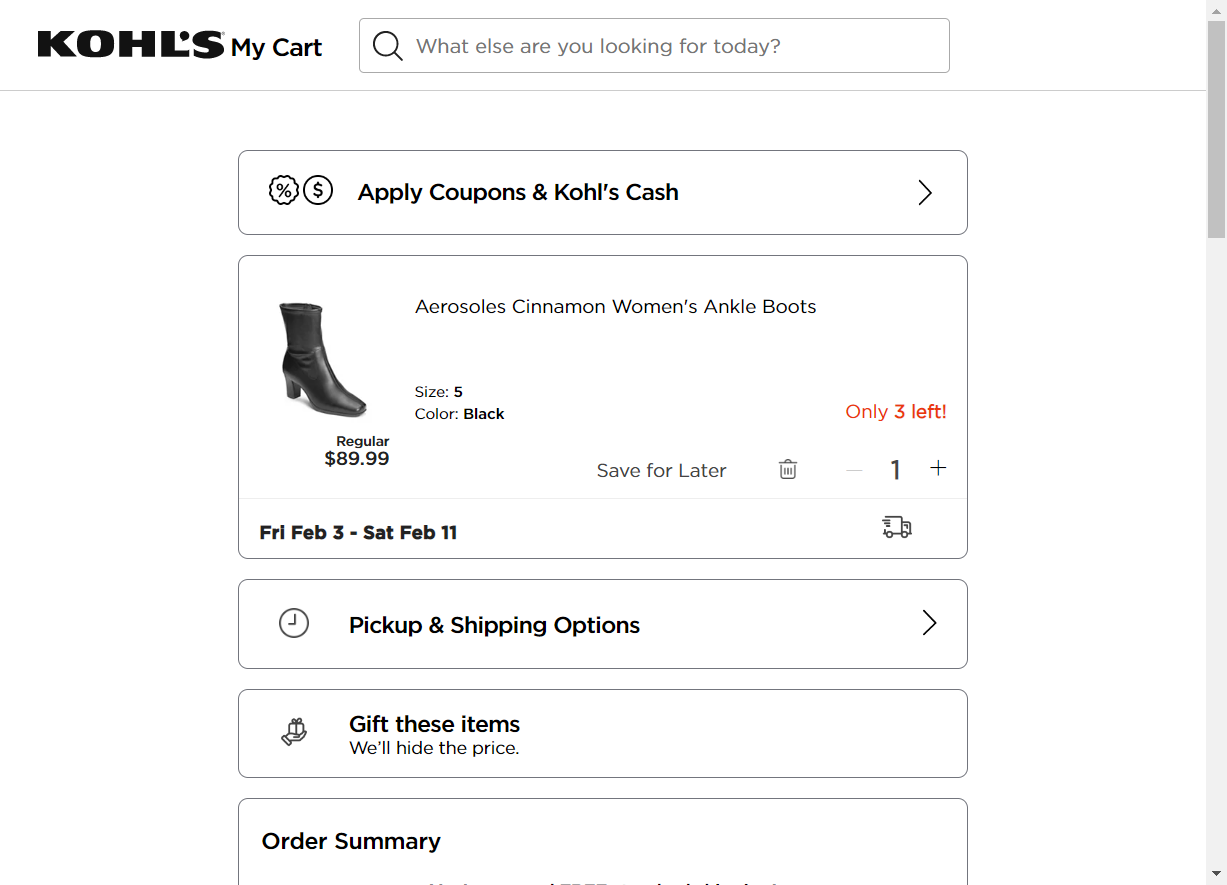 KOHL'S My Cart
What else are you looking for today?
Apply Coupons & Kohl's Cash
Aerosoles Cinnamon Women's Ankle Boots
Size: 5
Color: Black
Only 3 left!
Regular
$89.99
Save for Later
1
Fri Feb 3 - Sat Feb 11
Pickup & Shipping Options
Gift these items
We'll hide the price.
Order Summary